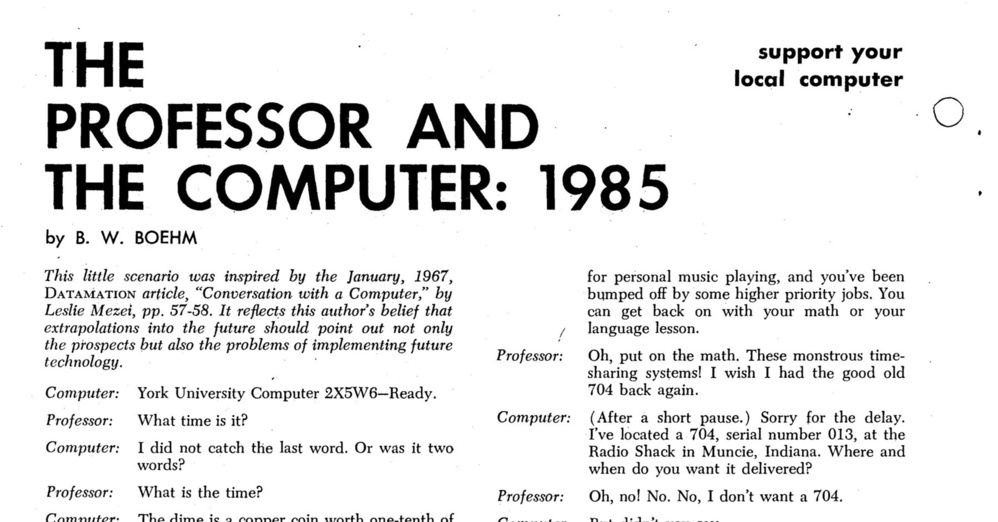 THE
PROFESSOR AND
THE COMPUTER: 1985
support your
local computer
by B. W. BOEHM
This little scenario was inspired by the January, 1967,
DATAMATION article, "Conversation with a Computer," by
Leslie Mezei, pp. 57-58. It reflects this author's belief that
extrapolations into the future should point out not only
the prospects but also the problems of implementing future
technology.
Computer: York University Computer 2X5W6—Ready.
Professor: What time is it?
Computer: I did not catch the last word. Or was it two
words?
Professor: What is the time?
Computer: The dime is a copper coin worth one-tenth of
for personal music playing, and you've been
bumped off by some higher priority jobs. You
can get back on with your math or your
language lesson.
Professor: Oh, put on the math. These monstrous time-
sharing systems! I wish I had the good old
704 back again.
Computer: (After a short pause.) Sorry for the delay.
I've located a 704, serial number 013, at the
Radio Shack in Muncie, Indiana. Where and
when do you want it delivered?
Professor: Oh, no! No. No, I don't want a 704.